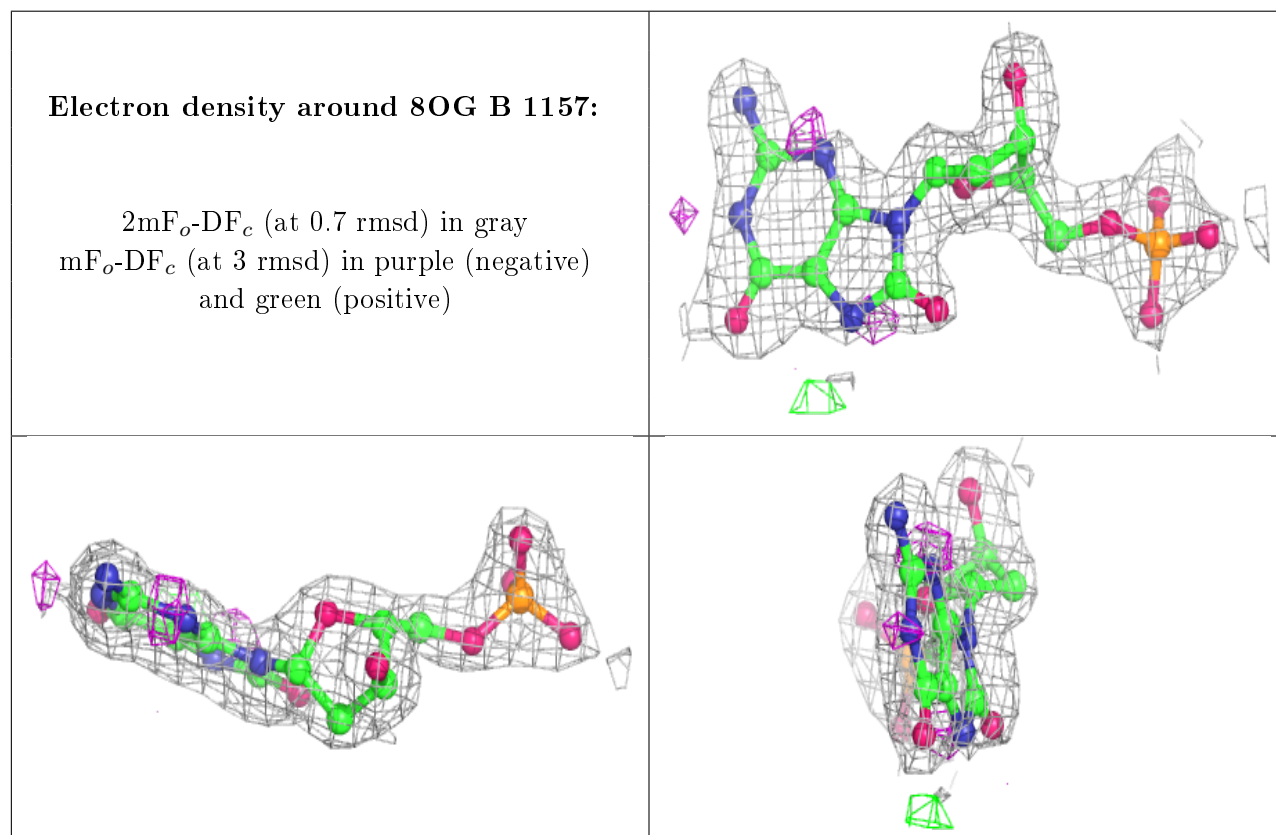 Electron density around 8OG B 1157:
2mFo-DFc (at 0.7 rmsd) in gray
mFo-DFc (at 3 rmsd) in purple (negative)
and green (positive)